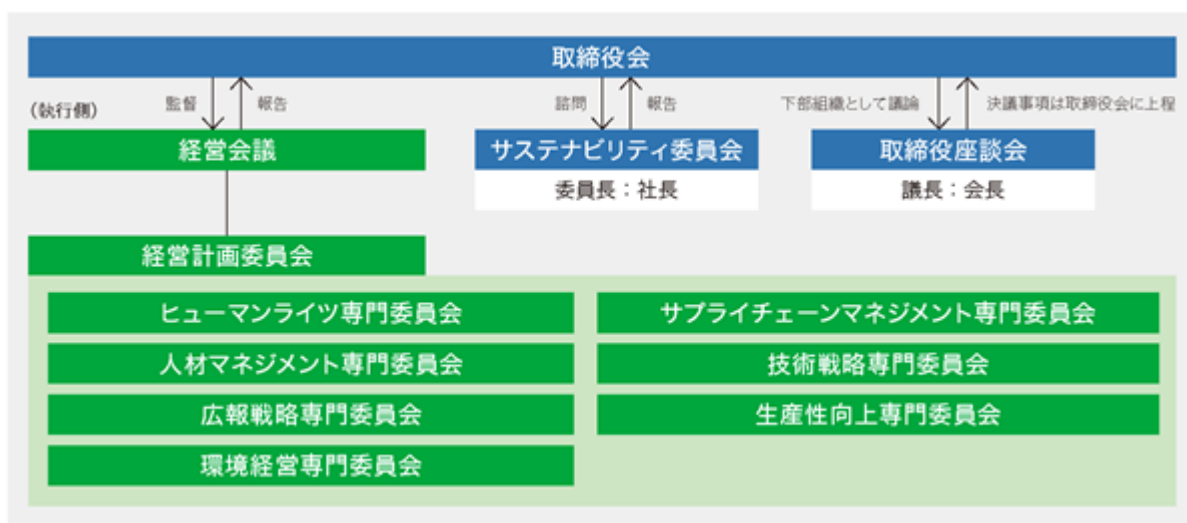 取締役会
(執行側)
監督
報告
諮問
報告
下部組織として議論
決議事項は取締役会に上程
経営会議
サステナビリティ委員会
委員長：社長
取締役座談会
議長：会長
経営計画委員会
ヒューマンライツ専門委員会
サプライチェーンマネジメント専門委員会
人材マネジメント専門委員会
技術戦略専門委員会
広報戦略専門委員会
生産性向上専門委員会
環境経営専門委員会